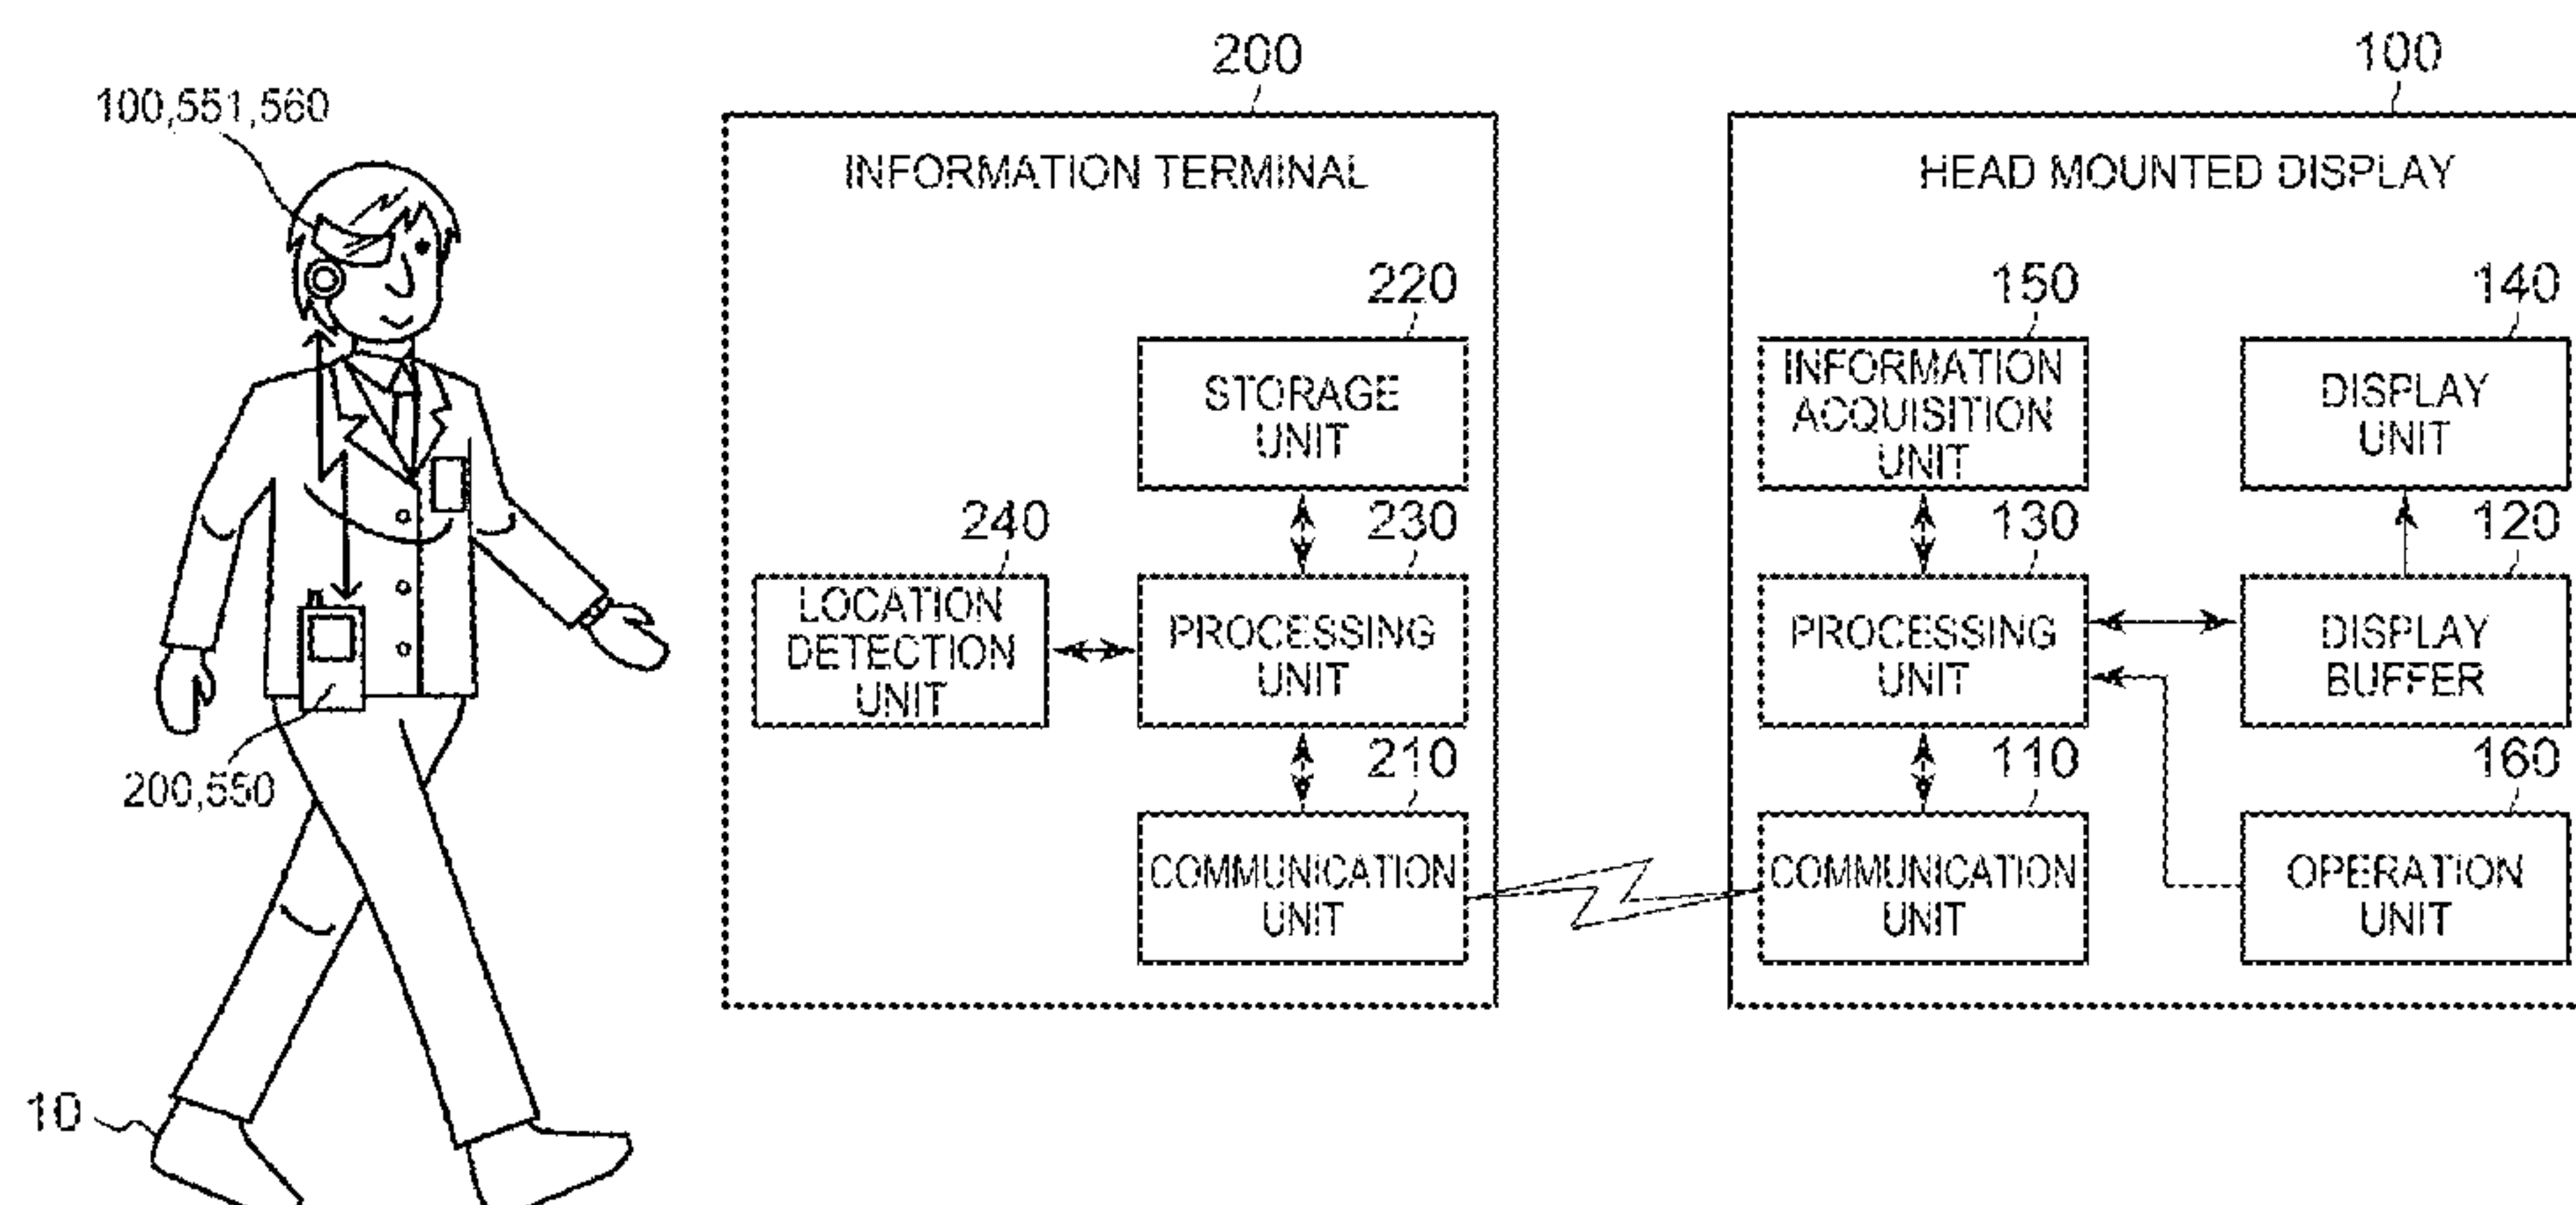 100,551,560
200,550
10
200
INFORMATION TERMINAL
220
STORAGE
UNIT
240
LOCATION
DETECTION
UNIT
230
PROCESSING
UNIT
210
COMMUNICATION
UNIT
100
HEAD MOUNTED DISPLAY
150
INFORMATION
ACQUISITION
UNIT
140
DISPLAY
UNIT
130
PROCESSING
UNIT
120
DISPLAY
BUFFER
110
COMMUNICATION
UNIT
160
OPERATION
UNIT